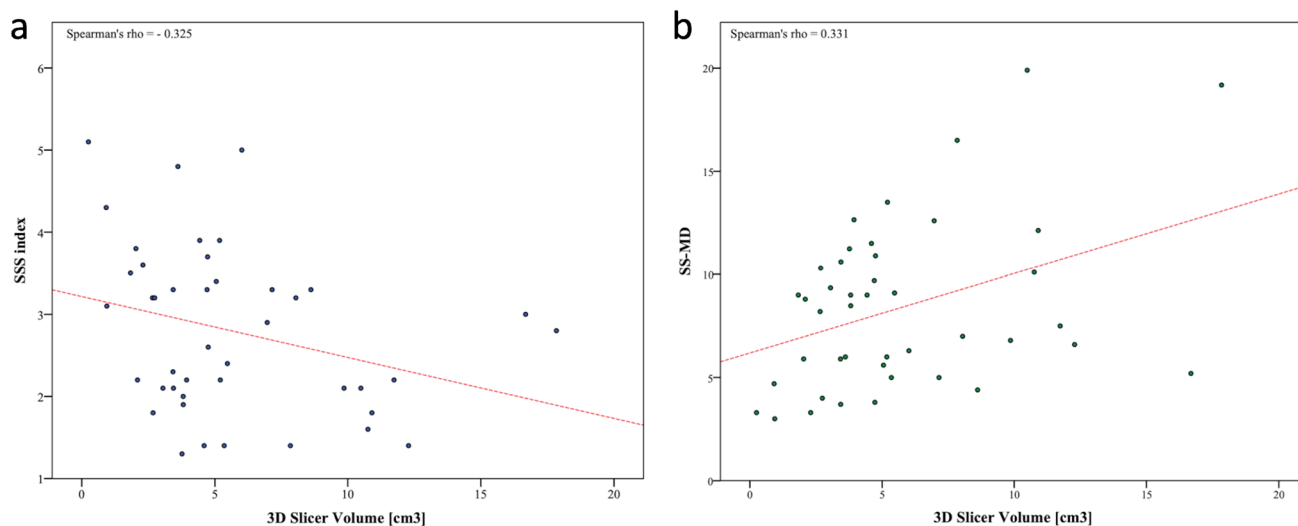 a
Spearman's rho = - 0.325
6
5
4
3
2
1
SSS index
0
5
10
15
20
3D Slicer Volume [cm3]
b
Spearman's rho = 0.331
20
15
10
5
0
SS-MD
0
5
10
15
20
3D Slicer Volume [cm3]